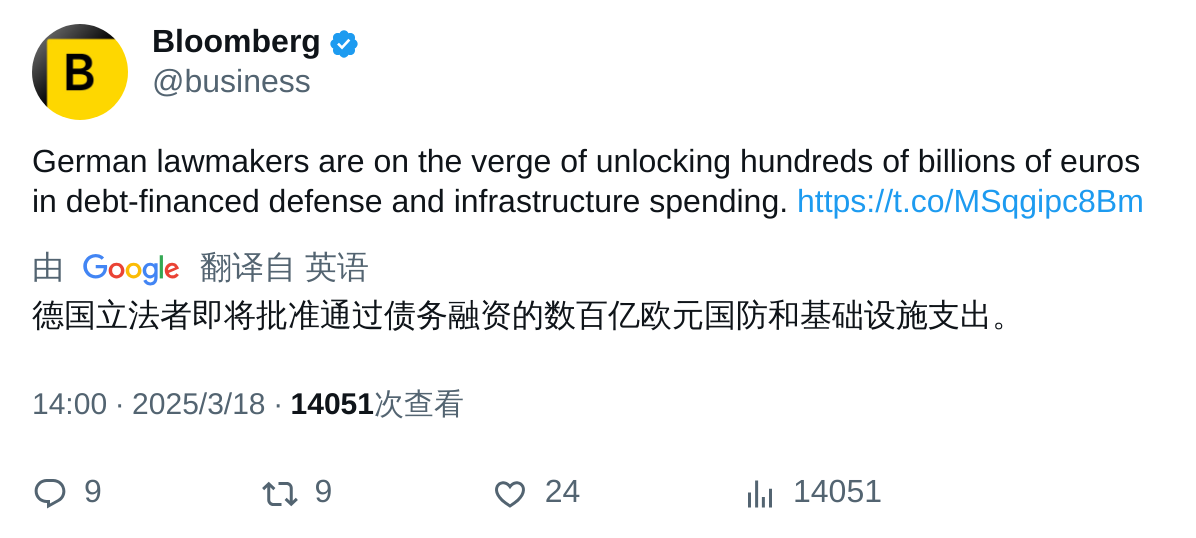 B
Bloomberg
@business
German lawmakers are on the verge of unlocking hundreds of billions of euros
in debt-financed defense and infrastructure spending. https://t.co/MSqgipc8Bm
由 Google 翻译自 英语
德国立法者即将批准通过债务融资的数百亿欧元国防和基础设施支出。
14:00 · 2025/3/18 · 14051次查看
9 9 24 14051